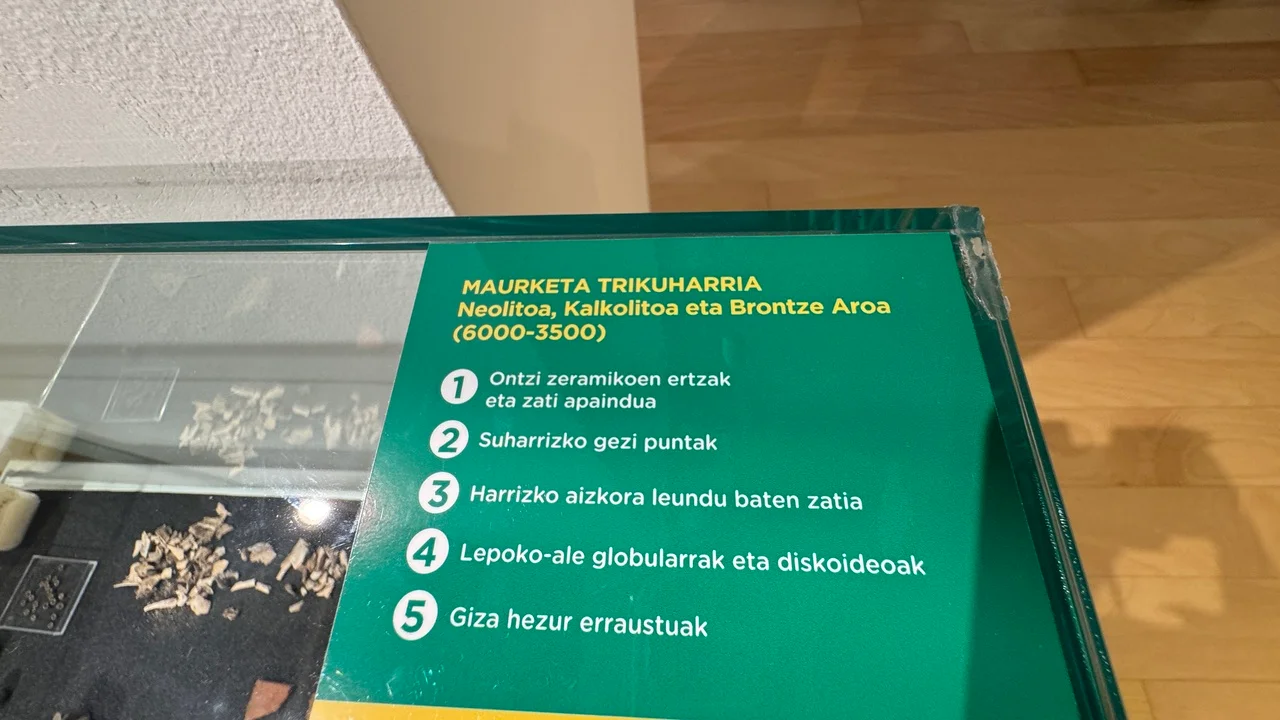 MAURKETA TRIKUHARRIA
Neolitoa, Kalkolitoa eta Brontze Aroa
(6000-3500)
1 Ontzi zeramikoen ertzak
eta zati apaindua
2 Suharrizko gezi puntak
3 Harrizko aizkora leundu baten zatia
4 Lepoko-ale globularrak eta diskoideoak
5 Giza hezur erraustuak